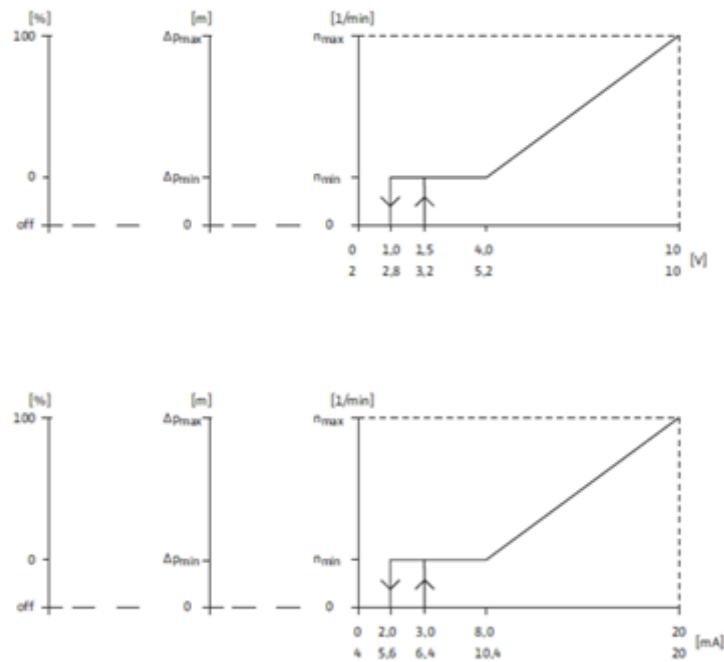 [%] [m] [1/min]
100 Δpmax nmax
0 Δpmin nmin
off 0 0
0 1,0 1,5 4,0 10
2 2,8 3,2 5,2 10 [V]
[%] [m] [1/min]
100 Δpmax nmax
0 Δpmin nmin
off 0 0
0 2,0 3,0 8,0 20
4 5,6 6,4 10,4 20 [mA]